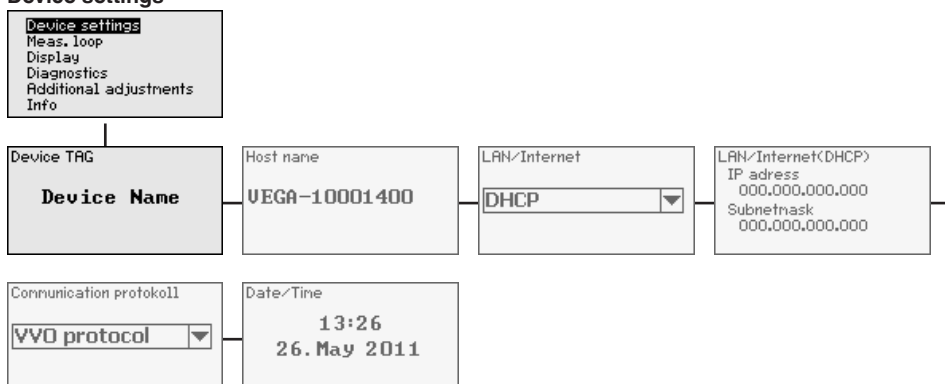 Device settings
Device settings
Meas. loop
Display
Diagnostics
Additional adjustments
Info
Device TAG
Device Name
Host name
VEGA-10001400
LAN/Internet
DHCP
LAN/Internet(DHCP)
IP adress
000.000.000.000
Subnetmask
000.000.000.000
Communication protokoll
VVO protocol
Date/Time
13:26
26. May 2011